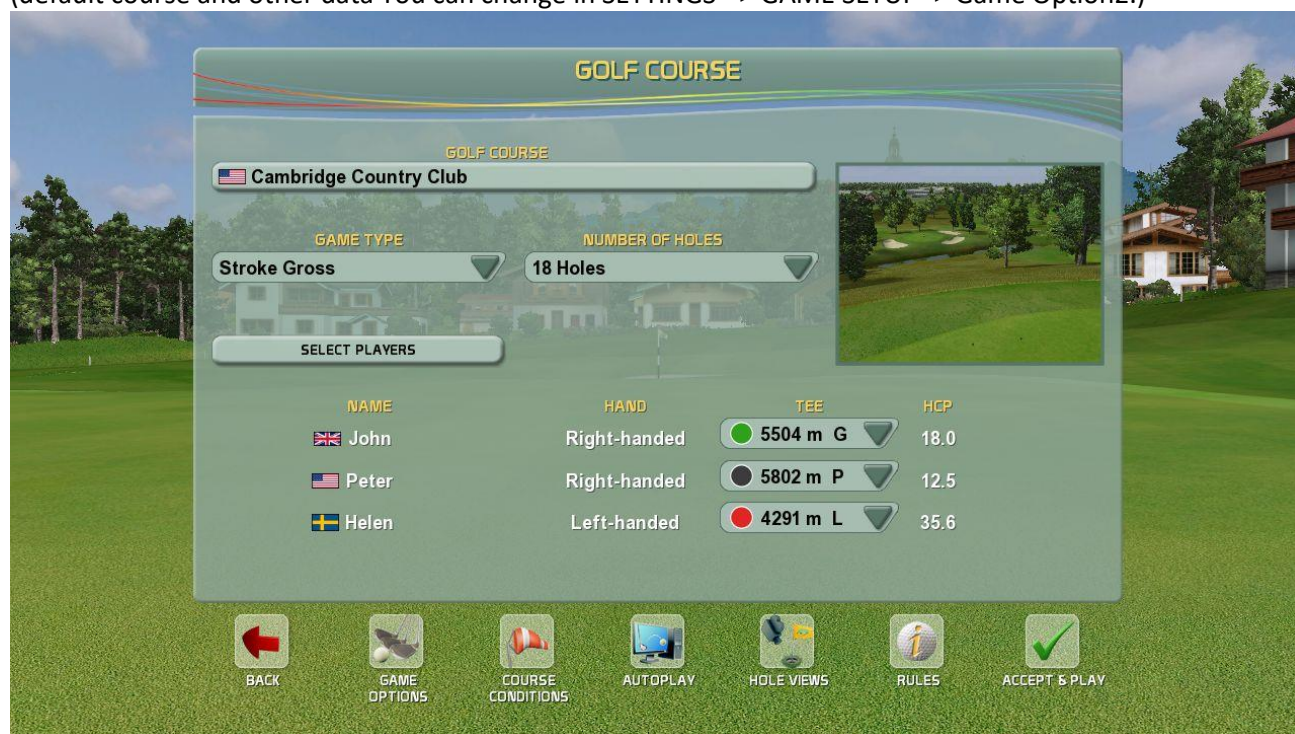 (default course and other data You can change in SETTINGS -> GAME SETUP -> Game Option2.)
GOLF COURSE
GOLF COURSE
Cambridge Country Club
GAME TYPE NUMBER OF HOLES
Stroke Gross 18 Holes
SELECT PLAYERS
NAME HAND TEE HCP
John Right-handed 5504 m G 18.0
Peter Right-handed 5802 m P 12.5
Helen Left-handed 4291 m L 35.6
BACK GAME OPTIONS COURSE CONDITIONS AUTOPLAY HOLE VIEWS RULES ACCEPT & PLAY